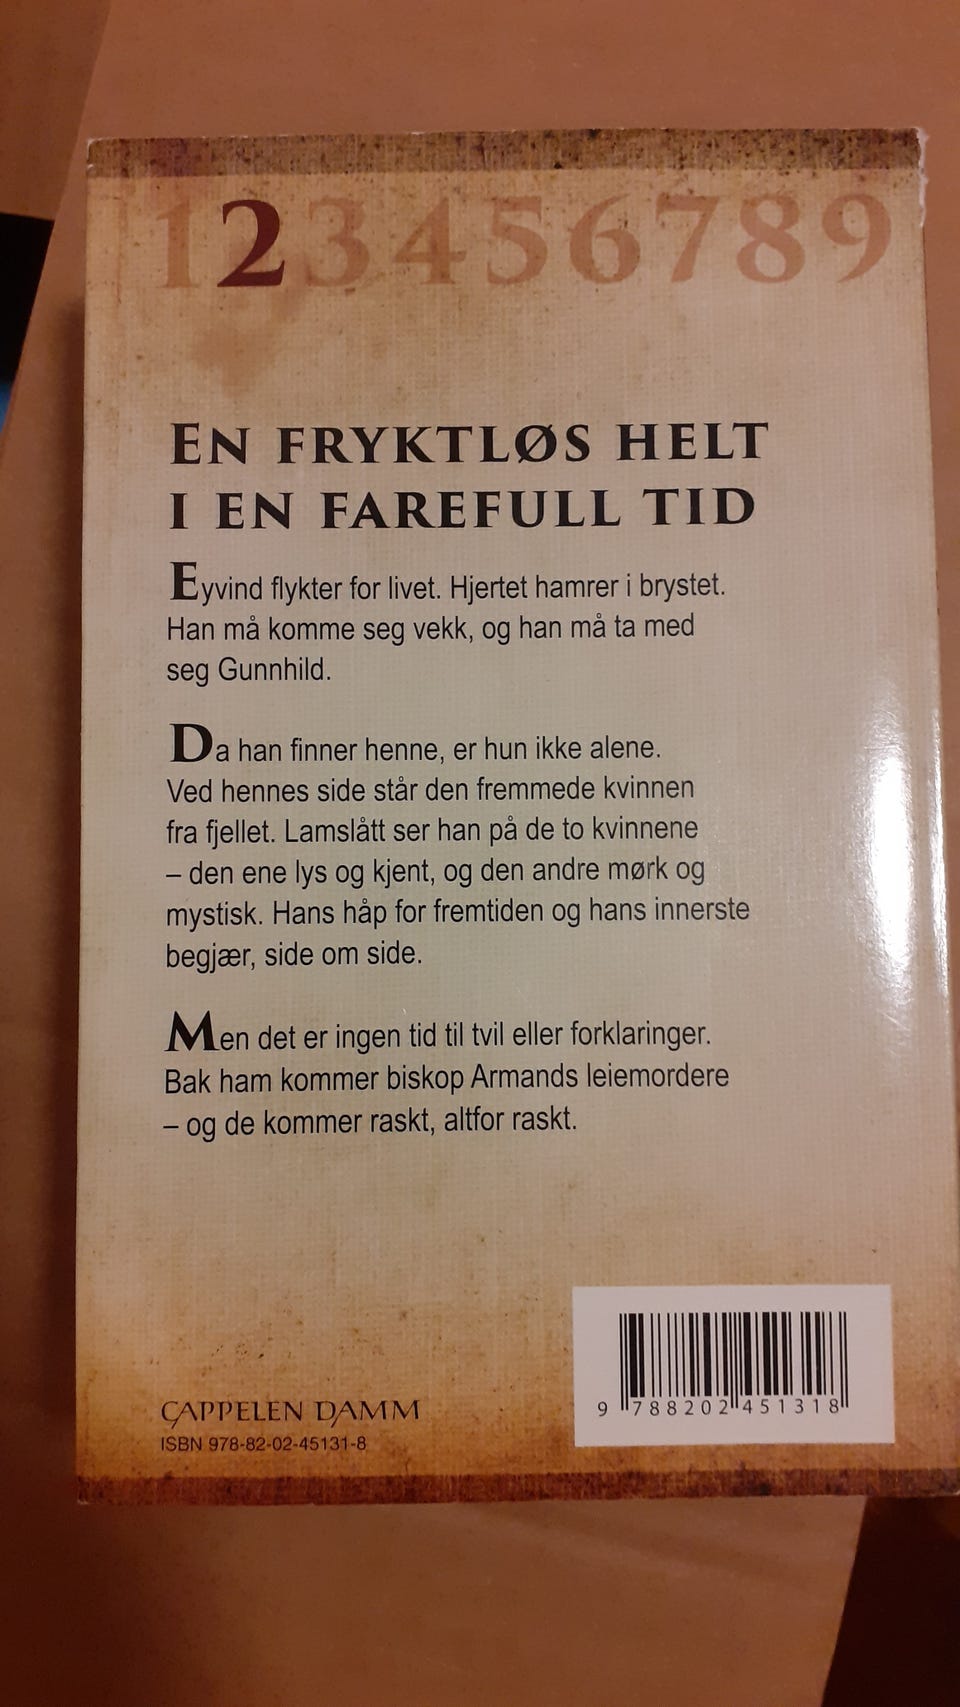 123456789
EN FRYKTLØS HELT
I EN FAREFULL TID
Eyvind flykter for livet. Hjertet hamrer i brystet.
Han må komme seg vekk, og han må ta med
seg Gunnhild.
Da han finner henne, er hun ikke alene.
Ved hennes side står den fremmede kvinnen
fra fjellet. Lamslått ser han på de to kvinnene
– den ene lys og kjent, og den andre mørk og
mystisk. Hans håp for fremtiden og hans innerste
begjær, side om side.
Men det er ingen tid til tvil eller forklaringer.
Bak ham kommer biskop Armands leiemordere
– og de kommer raskt, altfor raskt.
CAPPELEN DAMM
ISBN 978-82-02-45131-8
9 788202 451318